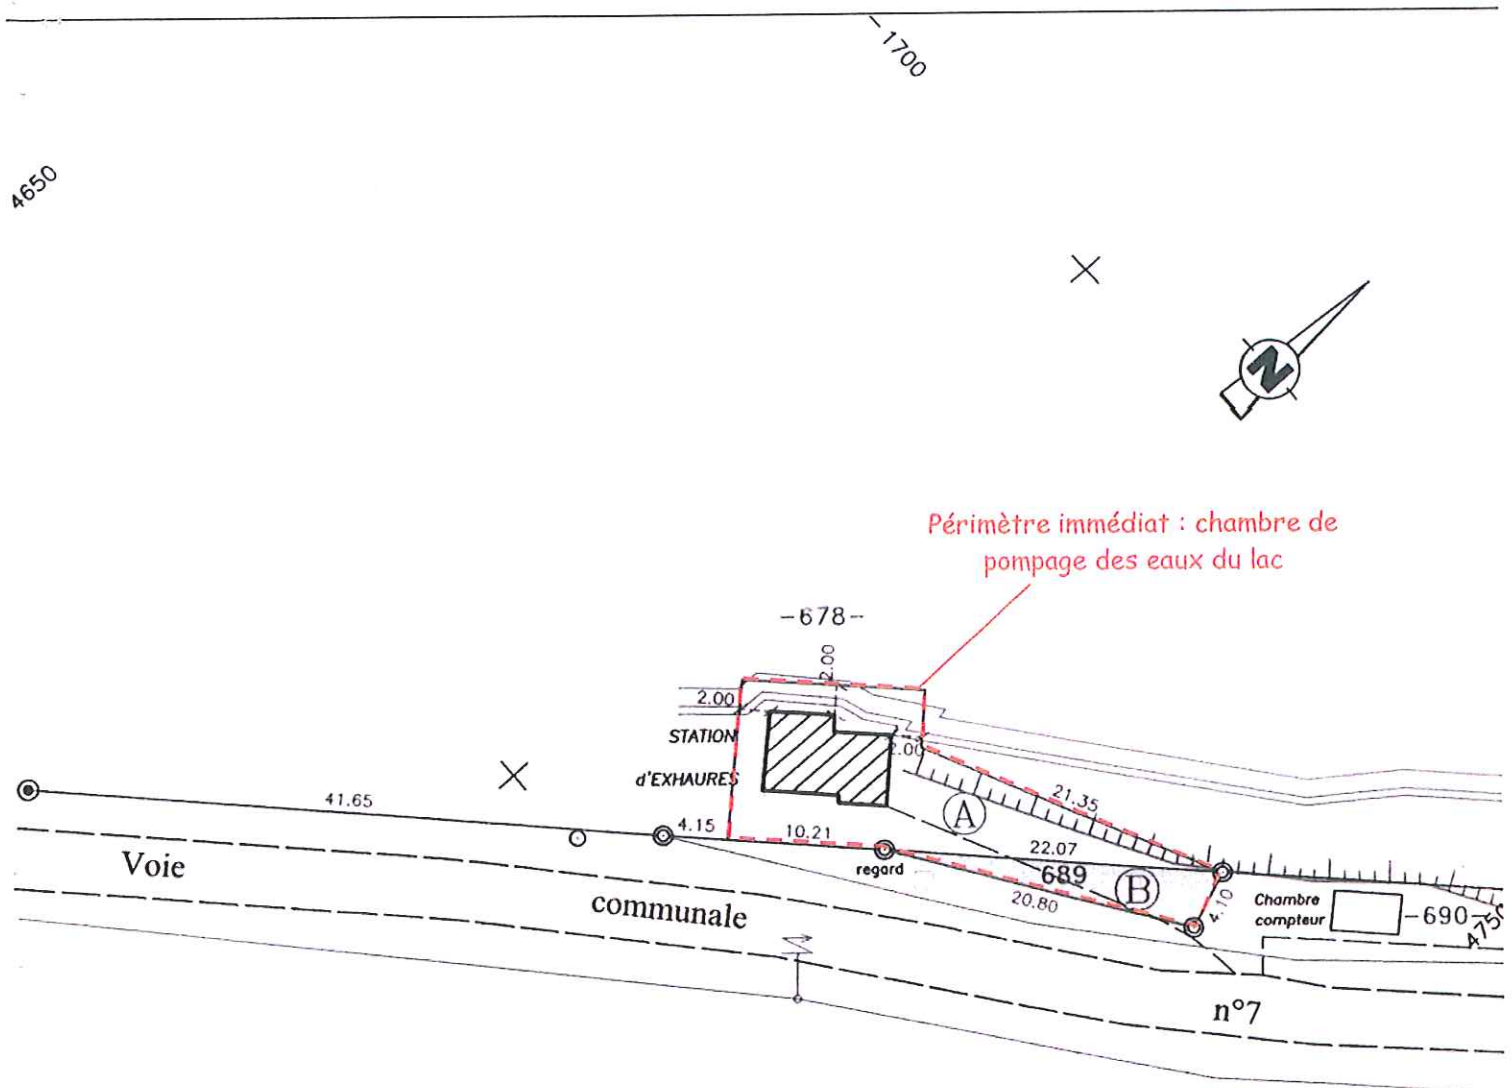 -1700
4650
N
Périmètre immédiat : chambre de
pompage des eaux du lac
-678-
2.00
2.00
STATION
2.00
d'EXHAURES
21.35
41.65
A
4.15
10.21
22.07
Voie
regard
689
B
20.80
4.10
Chambre
compteur
-690-
communale
n°7